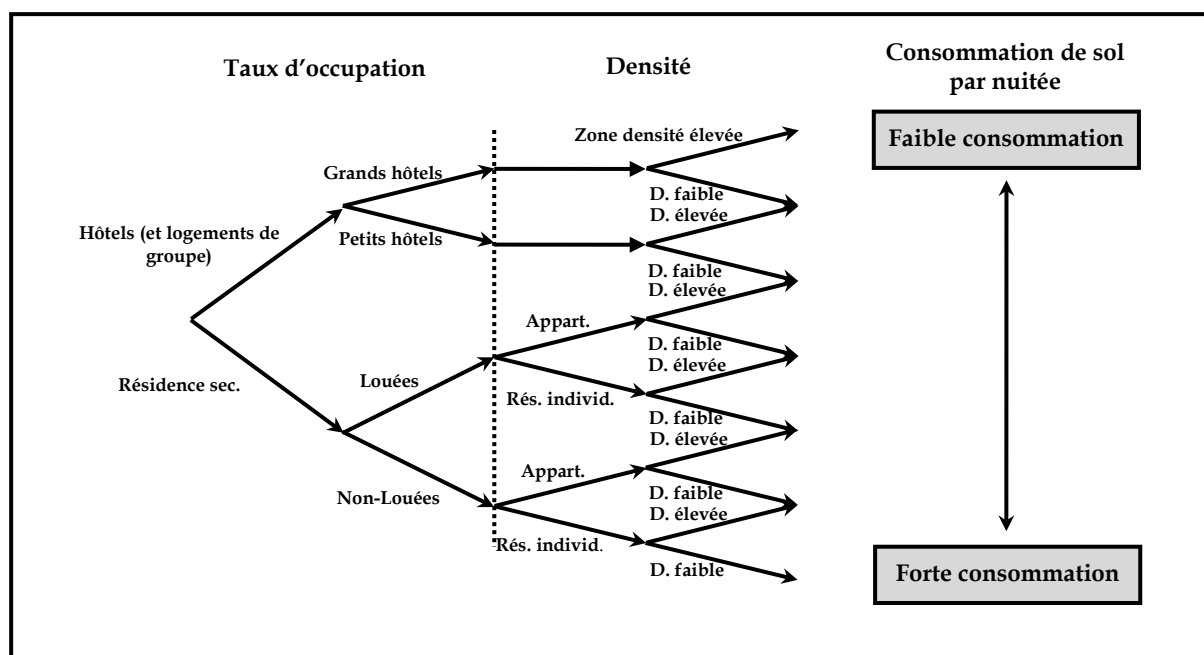 Taux d'occupation
Densité
Consommation de sol
par nuitée
Zone densité élevée
Faible consommation
Grands hôtels
D. faible
D. élevée
Hôtels (et logements de
groupe)
Petits hôtels
D. faible
D. élevée
Appart.
D. faible
D. élevée
Louées
Résidence sec.
Rés. individ.
D. faible
D. élevée
Appart.
Non-Louées
D. faible
D. élevée
Rés. individ.
D. faible
Forte consommation